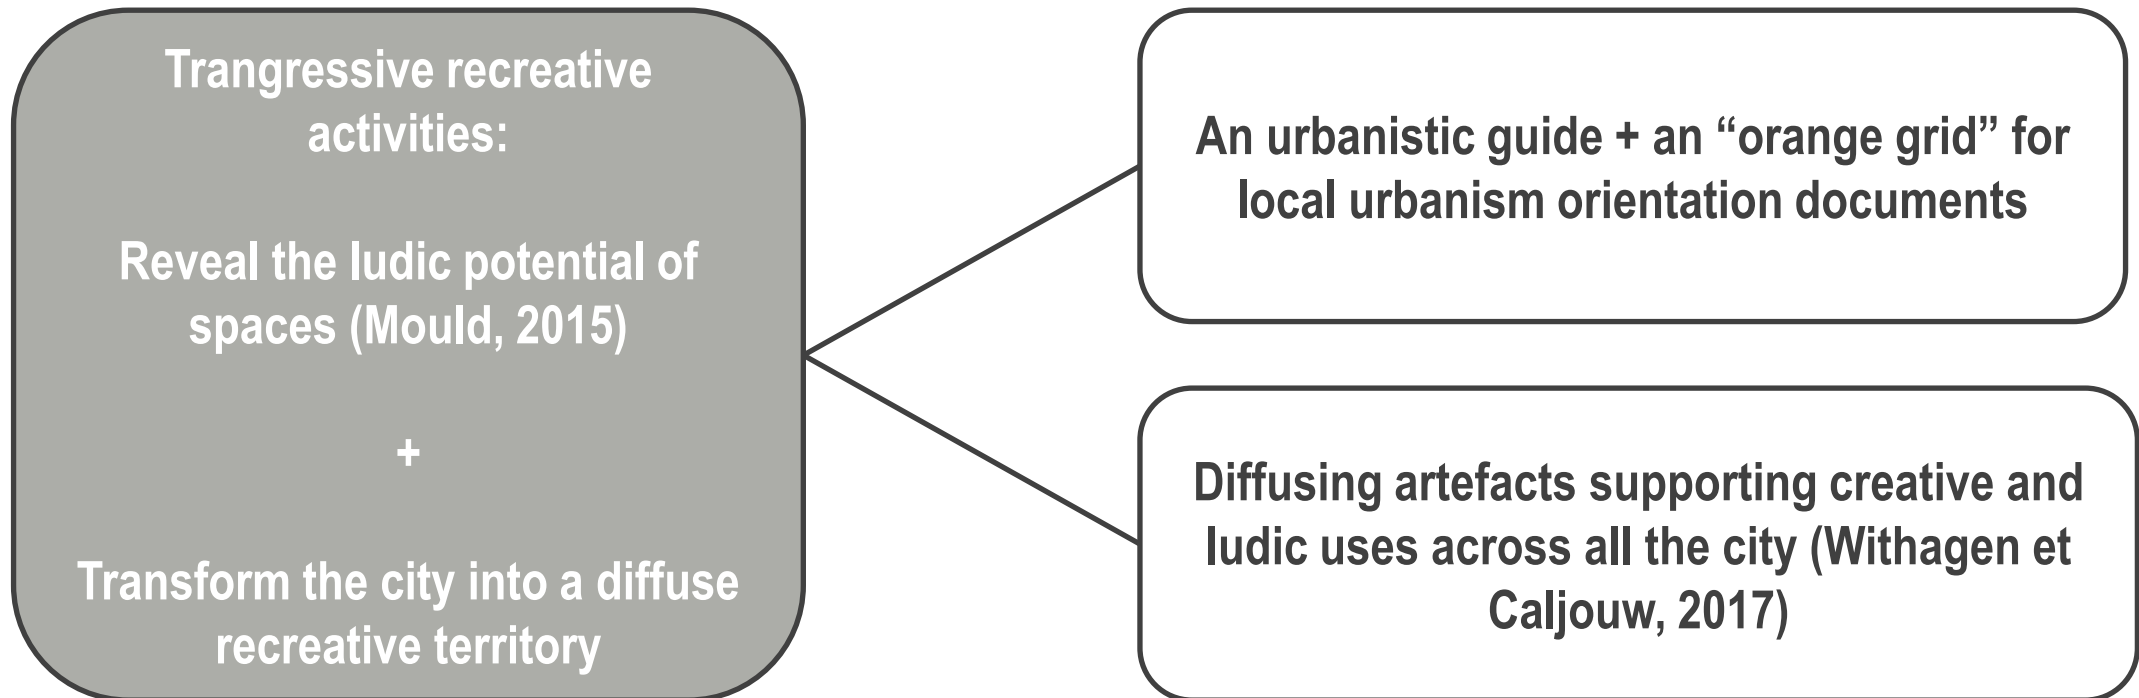 Trangressive recreative
activities:
Reveal the ludic potential of
spaces (Mould, 2015)
+
Transform the city into a diffuse
recreative territory
An urbanistic guide + an “orange grid” for
local urbanism orientation documents
Diffusing artefacts supporting creative and
ludic uses across all the city (Withagen et
Caljouw, 2017)